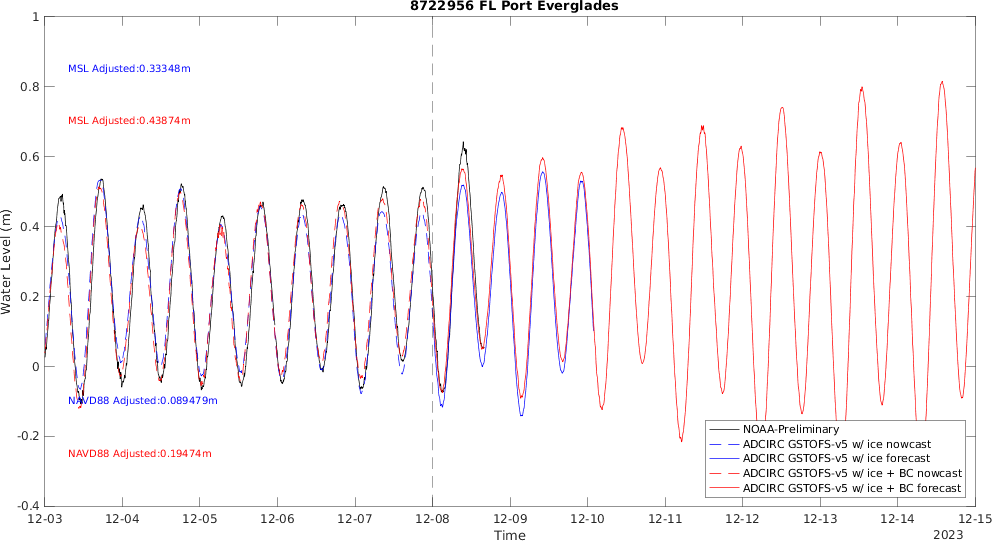 8722956 FL Port Everglades
1
0.8
0.6
0.4
0.2
0
-0.2
-0.4
Water Level (m)
MSL Adjusted:0.33348m
MSL Adjusted:0.43874m
NAVD88 Adjusted:0.089479m
NAVD88 Adjusted:0.19474m
NOAA-Preliminary
ADCIRC GSTOFS-v5 w/ ice nowcast
ADCIRC GSTOFS-v5 w/ ice forecast
ADCIRC GSTOFS-v5 w/ ice + BC nowcast
ADCIRC GSTOFS-v5 w/ ice + BC forecast
12-03 12-04 12-05 12-06 12-07 12-08 12-09 12-10 12-11 12-12 12-13 12-14 12-15
Time
2023